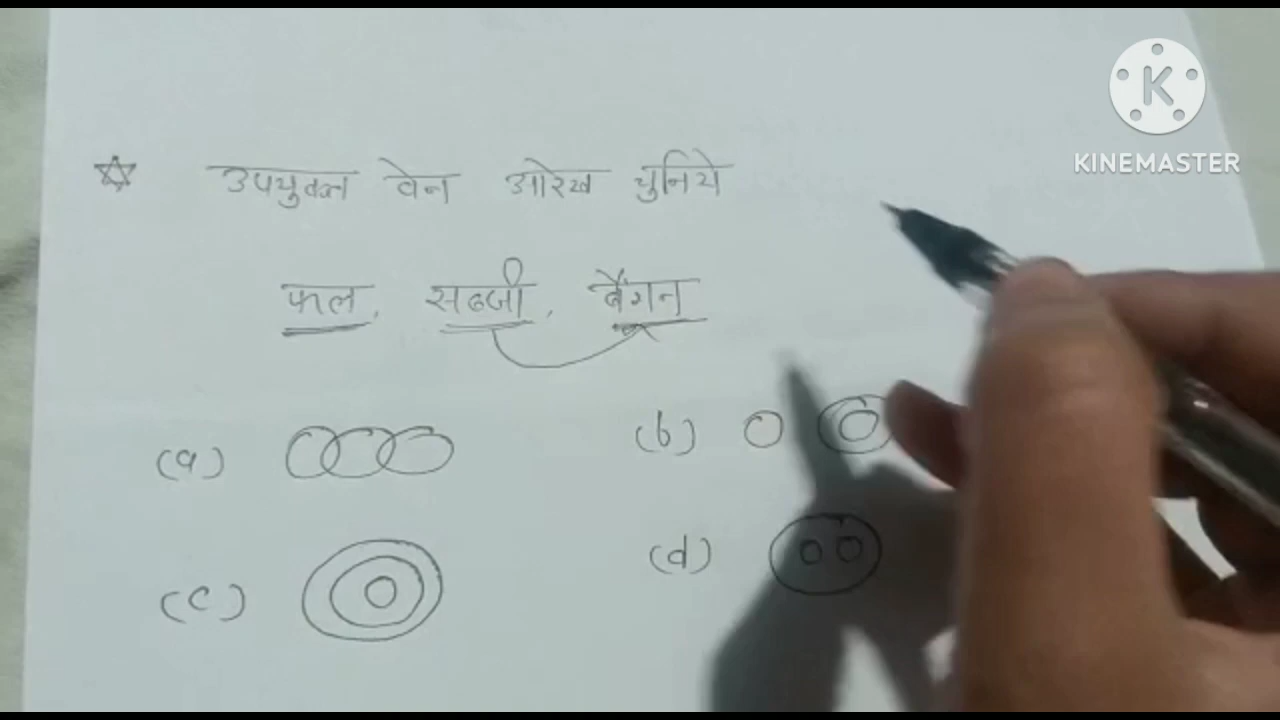 KINEMASTER
उपयुक्त वेन आरेख चुनिये
फल, सब्जी, बैंगन
(a) (b)
(c) (d)